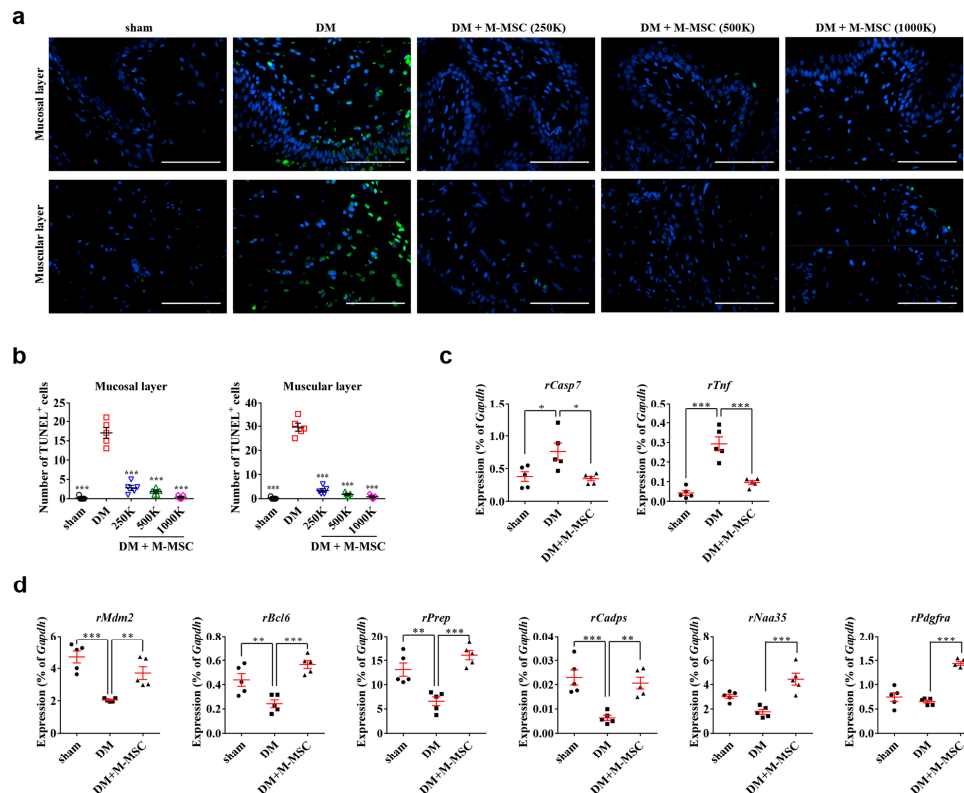 a
sham
DM
DM + M-MSC (250K)
DM + M-MSC (500K)
DM + M-MSC (1000K)
Mucosal layer
Muscular layer
b
Mucosal layer
Number of TUNEL+ cells
25
20
15
10
5
0
***
***
***
***
sham
DM
250K
500K
1000K
DM + M-MSC
Muscular layer
Number of TUNEL+ cells
50
40
30
20
10
0
***
***
***
***
sham
DM
250K
500K
1000K
DM + M-MSC
c
rCasp7
Expression (% of Gapdh)
1.5
1.0
0.5
0.0
*
*
sham
DM
DM+M-MSC
rTnf
Expression (% of Gapdh)
0.4
0.3
0.2
0.1
0.0
***
***
sham
DM
DM+M-MSC
d
rMdm2
Expression (% of Gapdh)
6
4
2
0
***
**
sham
DM
DM+M-MSC
rBcl6
Expression (% of Gapdh)
0.8
0.6
0.4
0.2
0.0
**
***
sham
DM
DM+M-MSC
rPrep
Expression (% of Gapdh)
20
15
10
5
0
**
***
sham
DM
DM+M-MSC
rCadps
Expression (% of Gapdh)
0.04
0.03
0.02
0.01
0.00
***
**
sham
DM
DM+M-MSC
rNaa35
Expression (% of Gapdh)
8
6
4
2
0
***
sham
DM
DM+M-MSC
rPdgfra
Expression (% of Gapdh)
1.5
1.0
0.5
0.0
***
sham
DM
DM+M-MSC